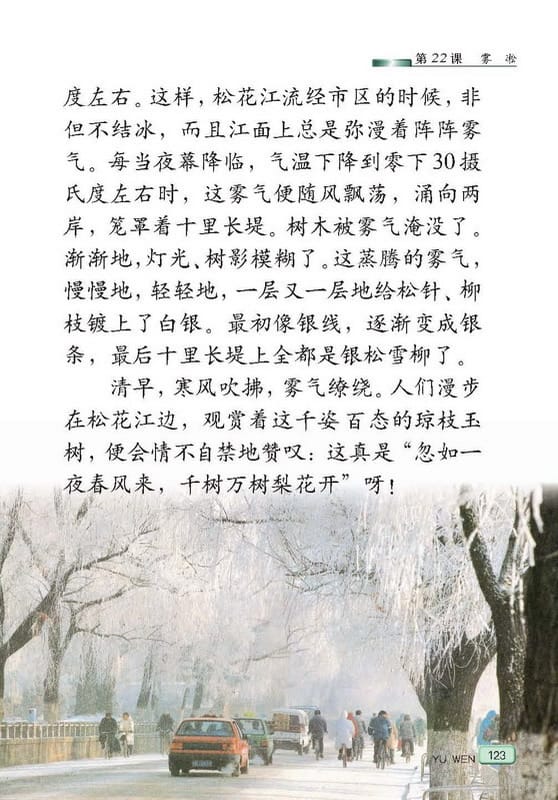 第22课 雾凇
度左右。这样，松花江流经市区的时候，非
但不结冰，而且江面上总是弥漫着阵阵雾
气。每当夜幕降临，气温下降到零下30摄
氏度左右时，这雾气便随风飘荡，涌向两
岸，笼罩着十里长堤。树木被雾气淹没了。
渐渐地，灯光、树影模糊了。这蒸腾的雾气，
慢慢地，轻轻地，一层又一层地给松针、柳
枝镀上了白银。最初像银线，逐渐变成银
条，最后十里长堤上全都是银松雪柳了。
清早，寒风吹拂，雾气缭绕。人们漫步
在松花江边，观赏着这千姿百态的琼枝玉
树，便会情不自禁地赞叹：这真是“忽如一
夜春风来，千树万树梨花开”呀！
YU WEN 123